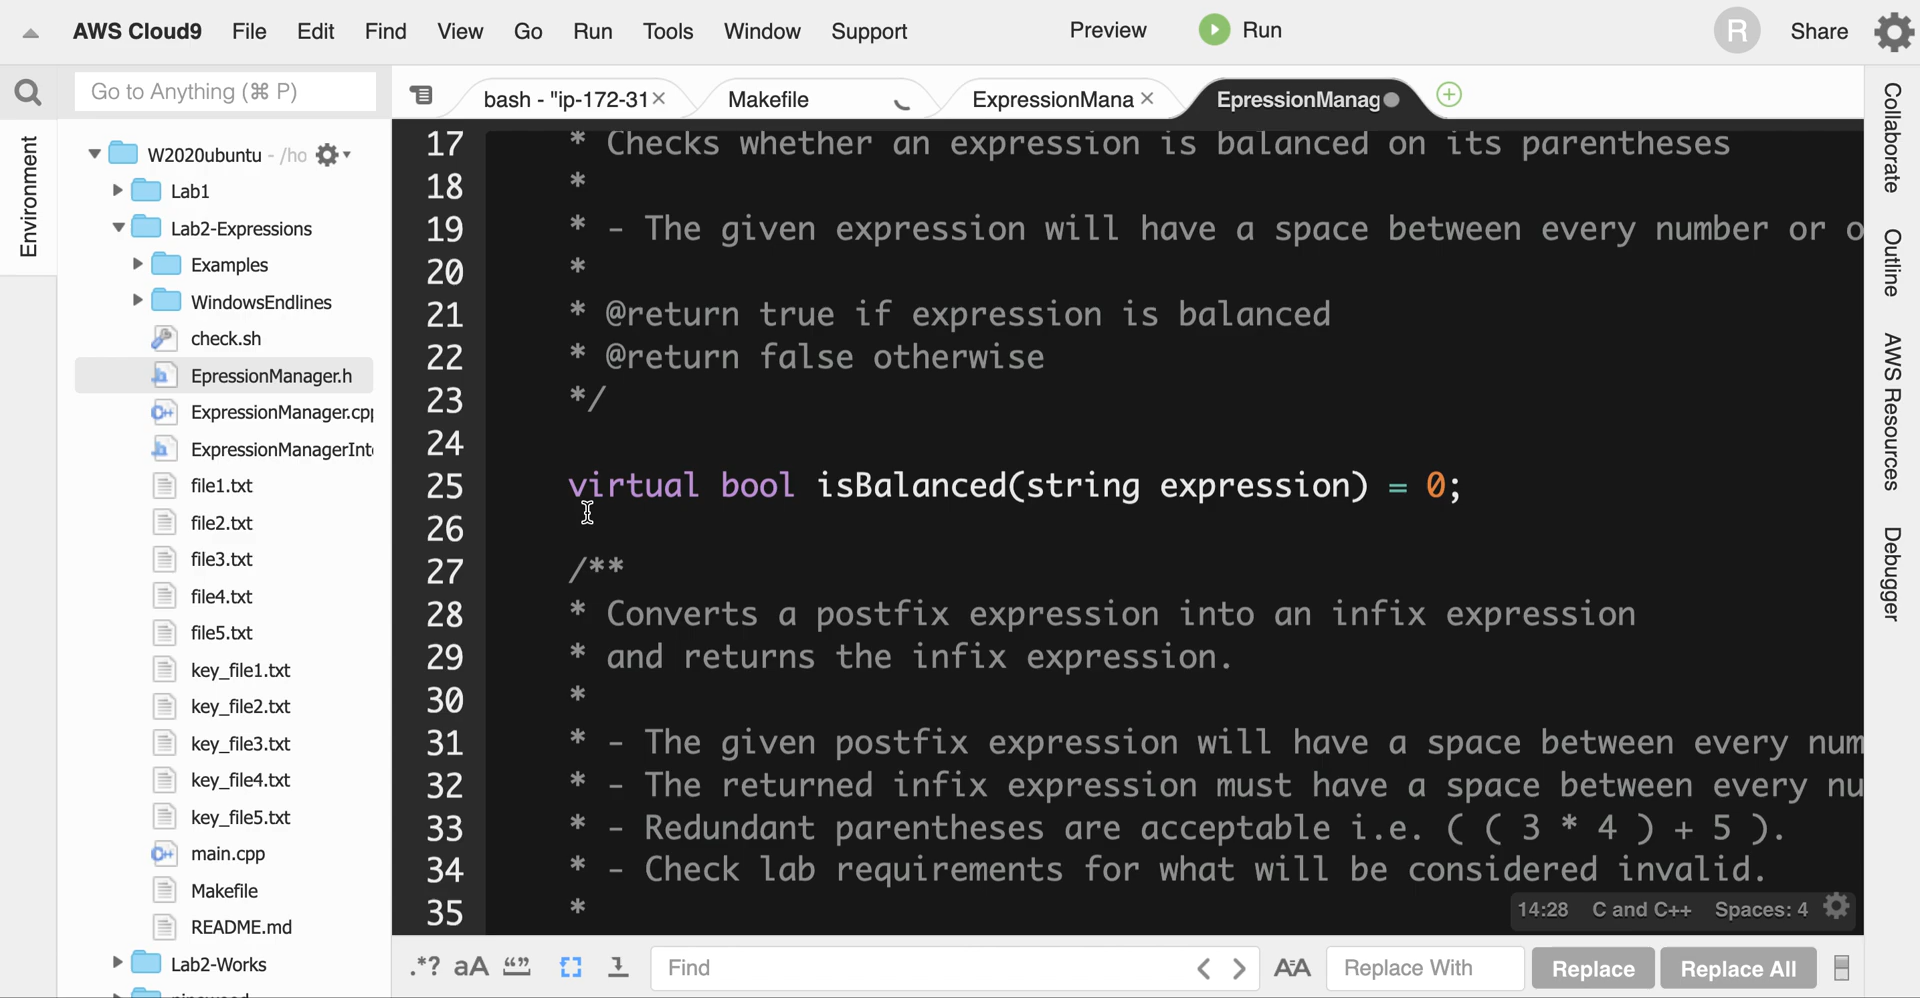 AWS Cloud9 File Edit Find View Go Run Tools Window Support Preview Run R Share
Go to Anything (⌘ P)
bash - "ip-172-31 Makefile ExpressionMana EpressionManag
Environment
W2020ubuntu - /ho
Lab1
Lab2-Expressions
Examples
WindowsEndlines
check.sh
EpressionManager.h
ExpressionManager.cpp
ExpressionManagerInt
file1.txt
file2.txt
file3.txt
file4.txt
file5.txt
key_file1.txt
key_file2.txt
key_file3.txt
key_file4.txt
key_file5.txt
main.cpp
Makefile
README.md
Lab2-Works
17 * Checks whether an expression is balanced on its parentheses
18 *
19 * - The given expression will have a space between every number or o
20 *
21 * @return true if expression is balanced
22 * @return false otherwise
23 */
24
25 virtual bool isBalanced(string expression) = 0;
26
27 /**
28 * Converts a postfix expression into an infix expression
29 * and returns the infix expression.
30 *
31 * - The given postfix expression will have a space between every num
32 * - The returned infix expression must have a space between every nu
33 * - Redundant parentheses are acceptable i.e. ( ( 3 * 4 ) + 5 ).
34 * - Check lab requirements for what will be considered invalid.
35 *
14:28 C and C++ Spaces: 4
.*? aA “” Find AA Replace With Replace Replace All
Collaborate
Outline
AWS Resources
Debugger